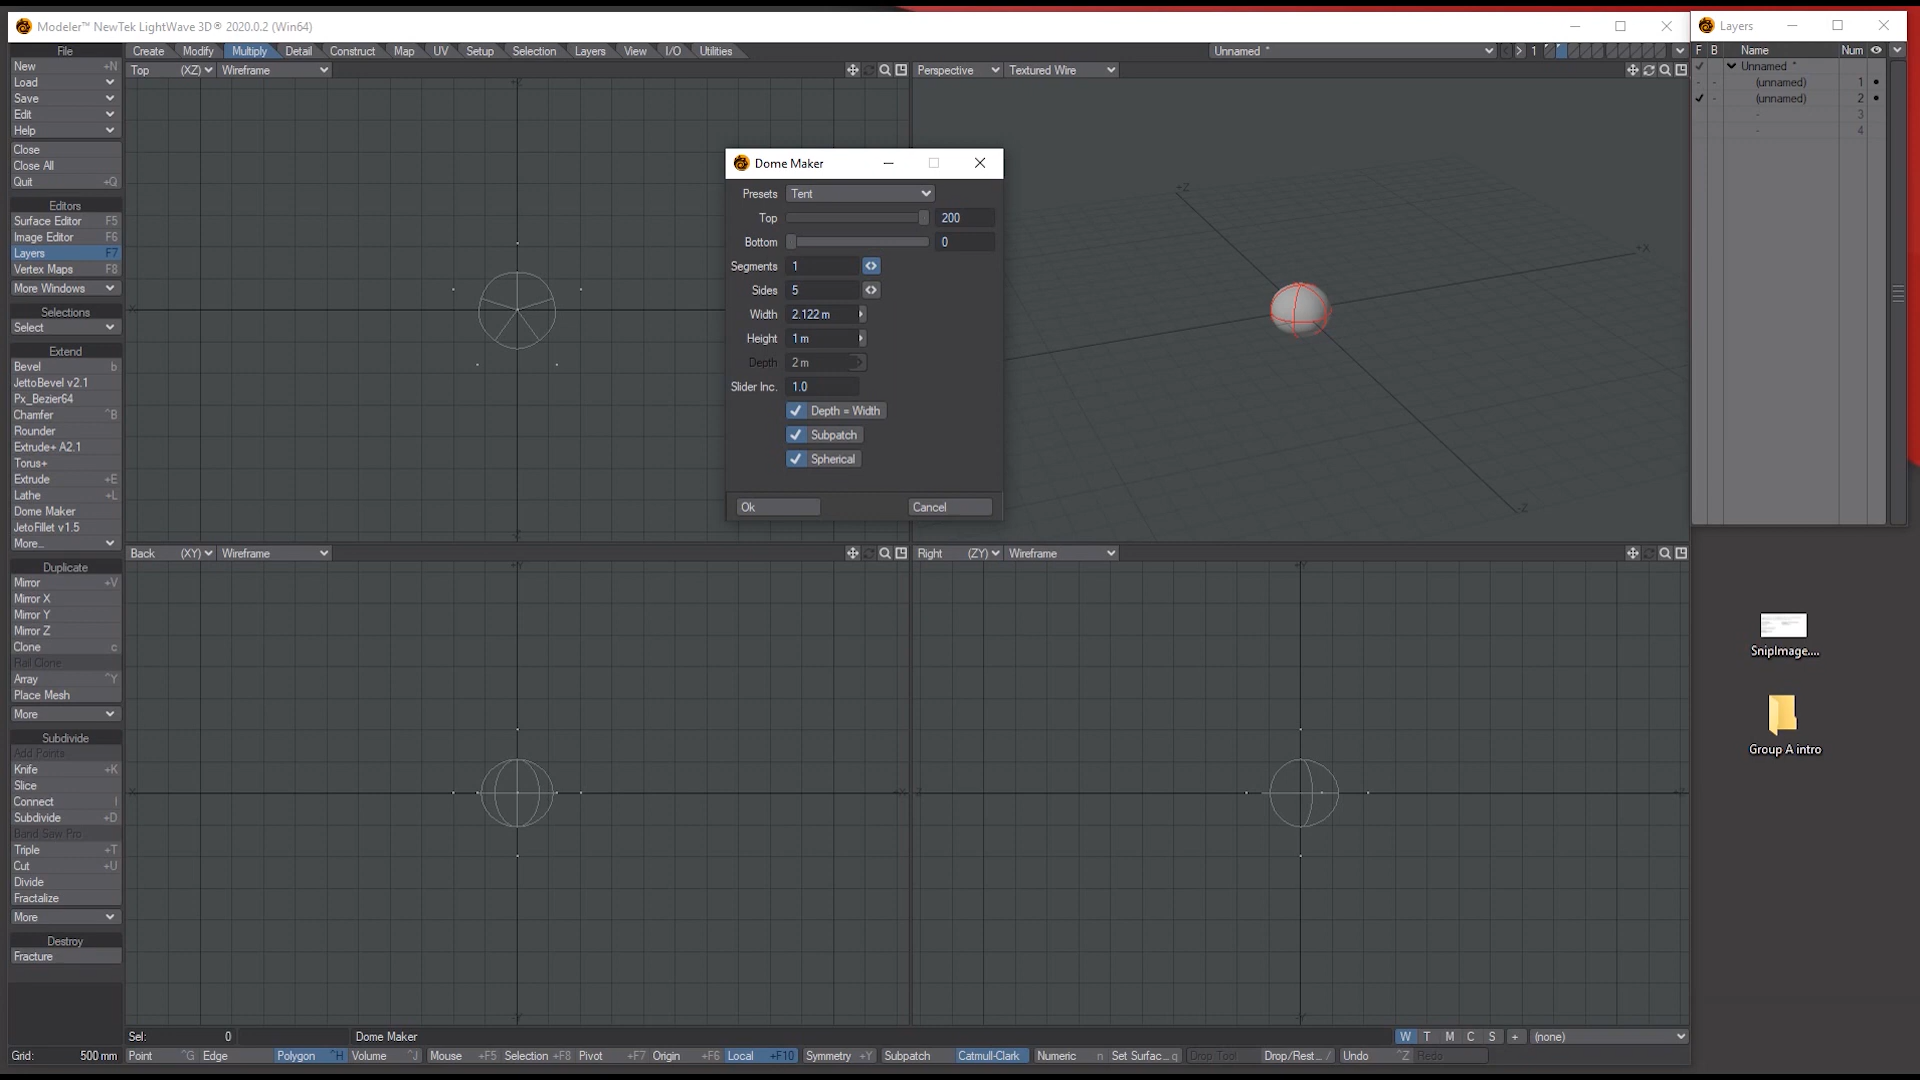 Modeler™ NewTek LightWave 3D® 2020.0.2 (Win64)
Layers
File
Create Modify Multiply Detail Construct Map UV Setup Selection Layers View I/O Utilities
Unnamed *
1
F B Name Num
New +N
Load
Save
Edit
Help
Close
Close All
Quit +Q
Editors
Surface Editor F5
Image Editor F6
Layers F7
Vertex Maps F8
More Windows
Selections
Select
Extend
Bevel b
JettoBevel v2.1
Px_Bezier64
Chamfer ^B
Rounder
Extrude+ A2.1
Torus+
Extrude +E
Lathe +L
Dome Maker
JetoFillet v1.5
More...
Duplicate
Mirror +V
Mirror X
Mirror Y
Mirror Z
Clone c
Rail Clone
Array ^Y
Place Mesh
More
Subdivide
Add Points
Knife +K
Slice
Connect l
Subdivide +D
Band Saw Pro
Triple +T
Cut +U
Divide
Fractalize
More
Destroy
Fracture
Top (XZ) Wireframe
Perspective Textured Wire
+Z
+X
-Z
Back (XY) Wireframe
Right (ZY) Wireframe
Dome Maker
Presets Tent
Top 200
Bottom 0
Segments 1
Sides 5
Width 2.122 m
Height 1 m
Depth 2 m
Slider Inc. 1.0
Depth = Width
Subpatch
Spherical
Ok Cancel
Unnamed *
(unnamed) 1
(unnamed) 2
- 3
- 4
SnipImage....
Group A intro
Sel: 0 Dome Maker
W T M C S + (none)
Grid: 500 mm Point ^G Edge Polygon ^H Volume ^J Mouse +F5 Selection +F8 Pivot +F7 Origin +F6 Local +F10 Symmetry +Y Subpatch Catmull-Clark Numeric n Set Surfac... q Drop Tool Drop/Rest... / Undo ^Z Redo